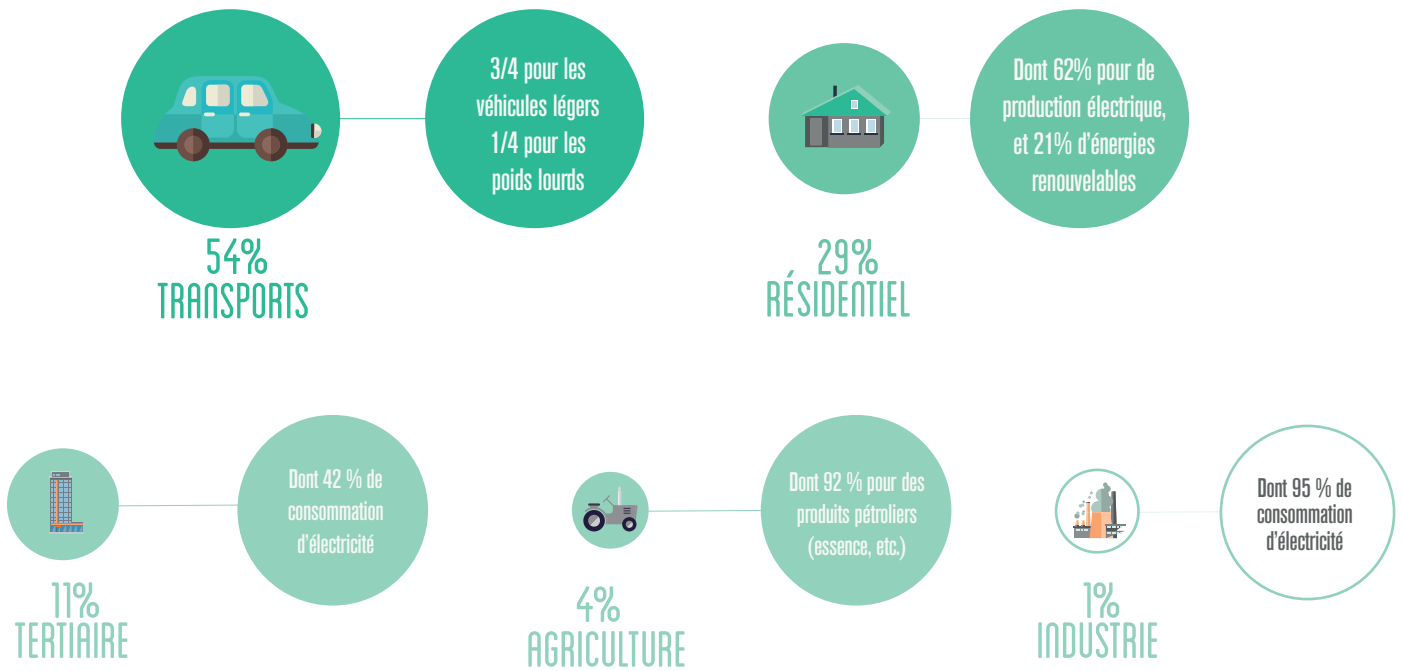 3/4 pour les
véhicules légers
1/4 pour les
poids lourds
54%
TRANSPORTS
Dont 62% pour de
production électrique,
et 21% d'énergies
renouvelables
29%
RÉSIDENTIEL
Dont 42 % de
consommation
d'électricité
11%
TERTIAIRE
Dont 92 % pour des
produits pétroliers
(essence, etc.)
4%
AGRICULTURE
Dont 95 % de
consommation
d'électricité
1%
INDUSTRIE